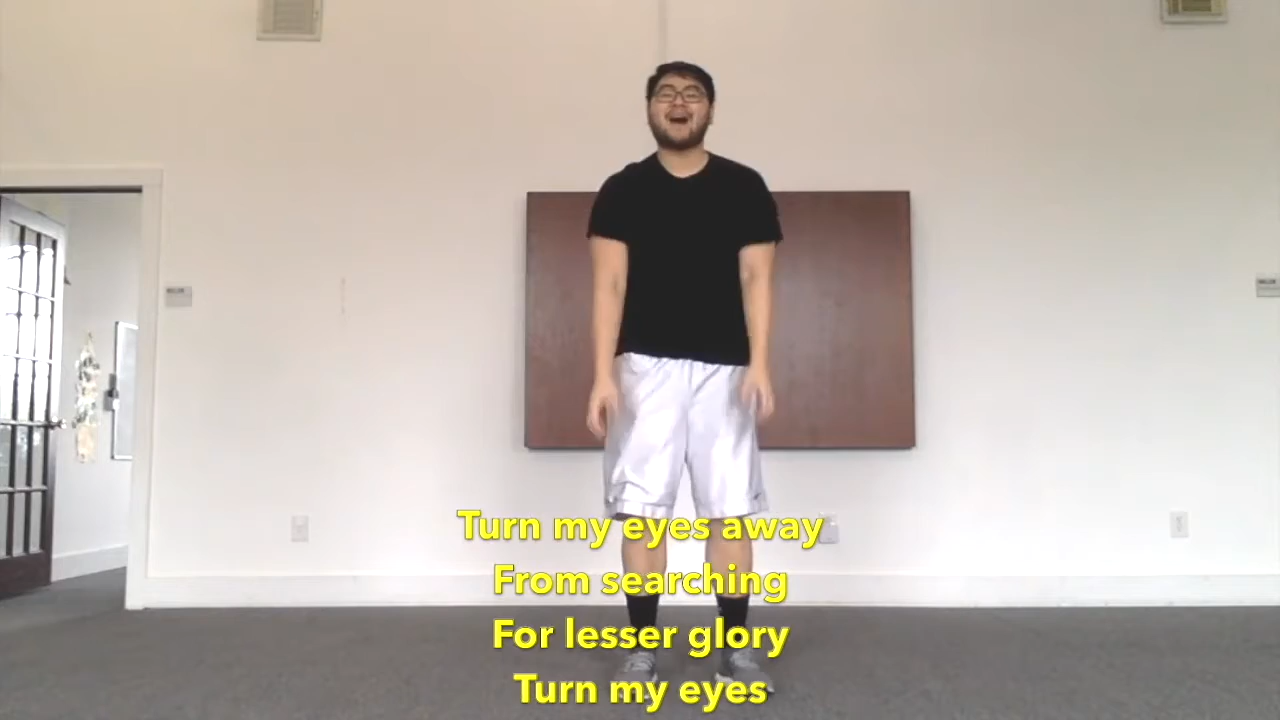 Turn my eyes away
From searching
For lesser glory
Turn my eyes